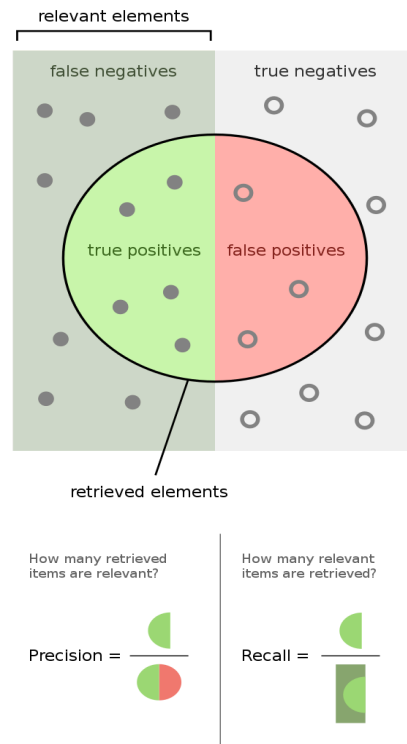 relevant elements
false negatives
true negatives
true positives
false positives
retrieved elements
How many retrieved
items are relevant?
How many relevant
items are retrieved?
Precision =
Recall =